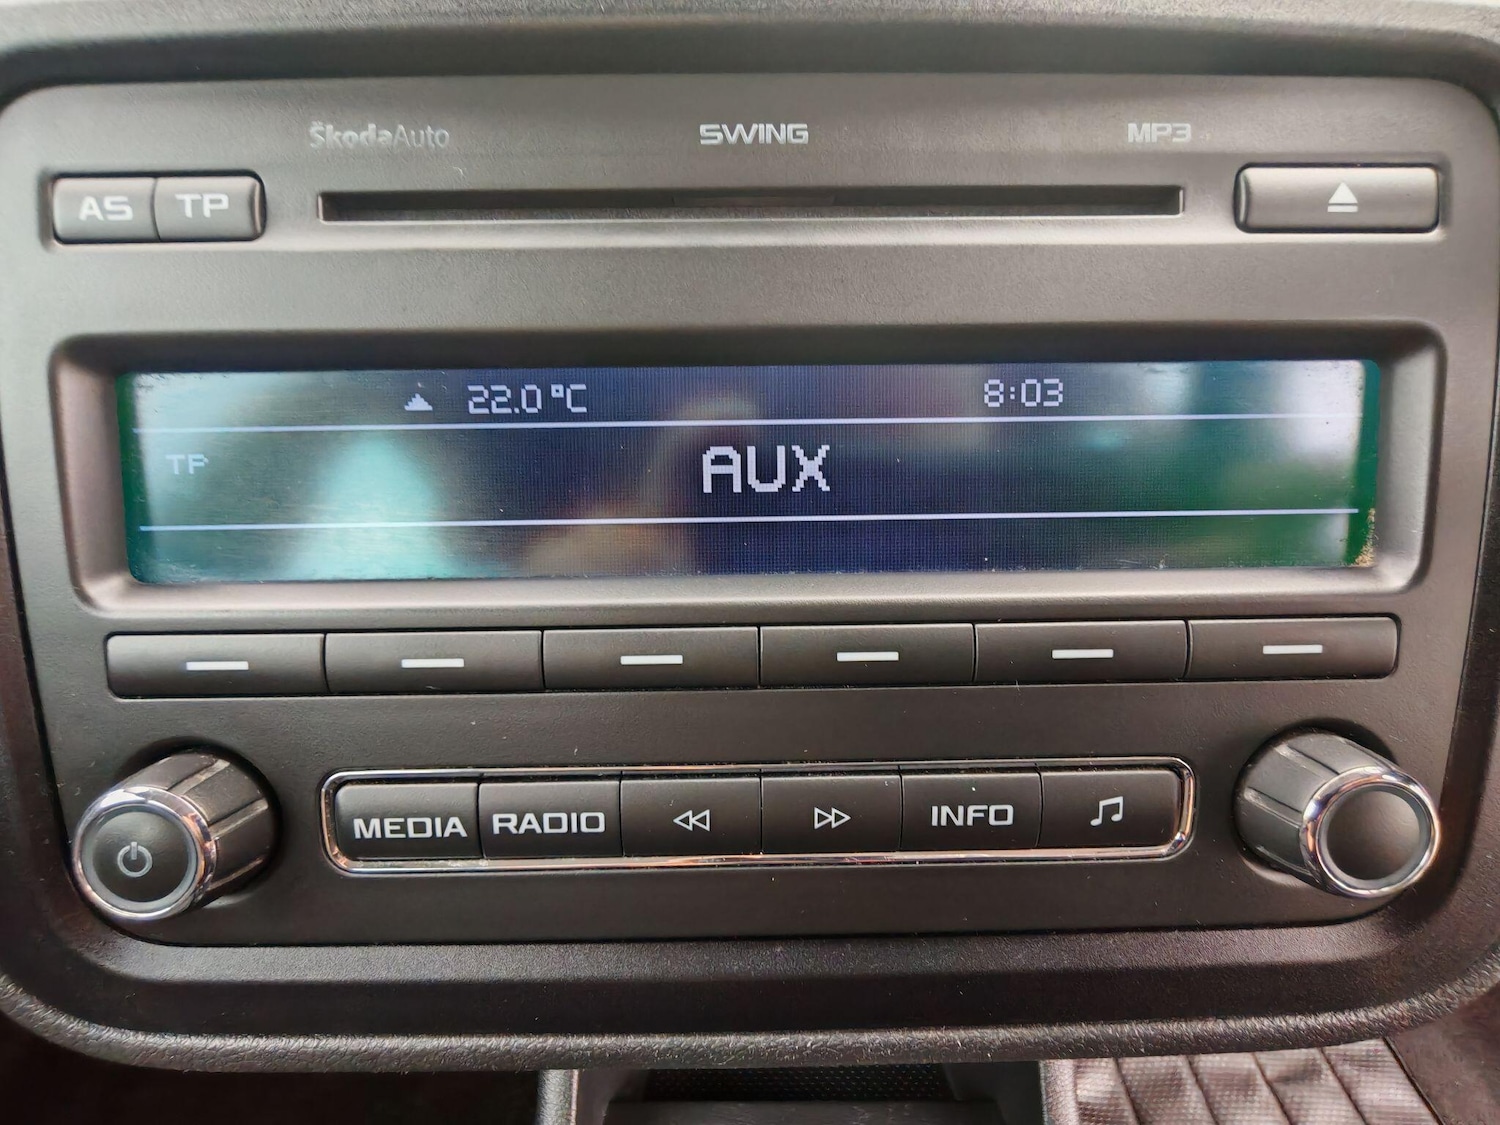 ŠkodaAuto SWING MP3
AS TP
22.0°C 8:03
TP
AUX
MEDIA RADIO INFO